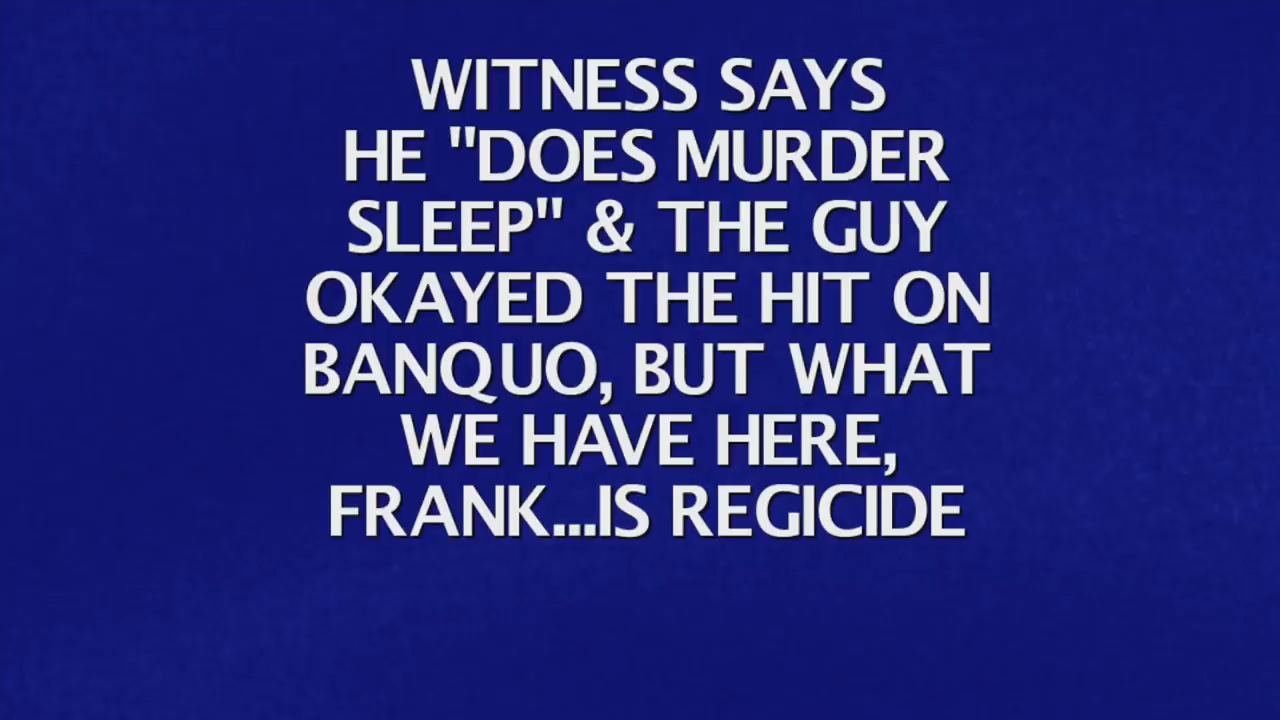 WITNESS SAYS
HE "DOES MURDER
SLEEP" & THE GUY
OKAYED THE HIT ON
BANQUO, BUT WHAT
WE HAVE HERE,
FRANK...IS REGICIDE